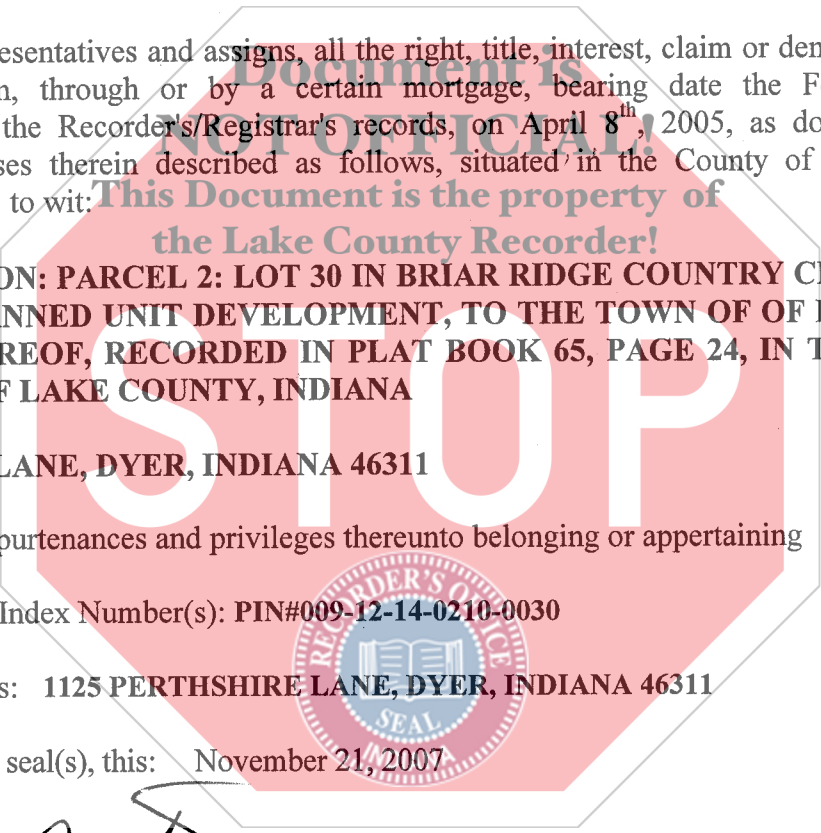 esentatives and assigns, all the right, title, interest, claim or den
Document is
n, through or by a certain mortgage, bearing date the F
the Recorder's/Registrar's records, on April 8th, 2005, as do
NOT OFFICIAL!
ses therein described as follows, situated in the County of
to wit:
This Document is the property of
the Lake County Recorder!
ON: PARCEL 2: LOT 30 IN BRIAR RIDGE COUNTRY C
NNED UNIT DEVELOPMENT, TO THE TOWN OF OF
REOF, RECORDED IN PLAT BOOK 65, PAGE 24, IN T
F LAKE COUNTY, INDIANA
STOP
LANE, DYER, INDIANA 46311
purtenances and privileges thereunto belonging or appertaining
Index Number(s): PIN#009-12-14-0210-0030
RECORDER'S OFFICE
SEAL
INDIANA
s: 1125 PERTHSHIRE LANE, DYER, INDIANA 46311
seal(s), this: November 21, 2007